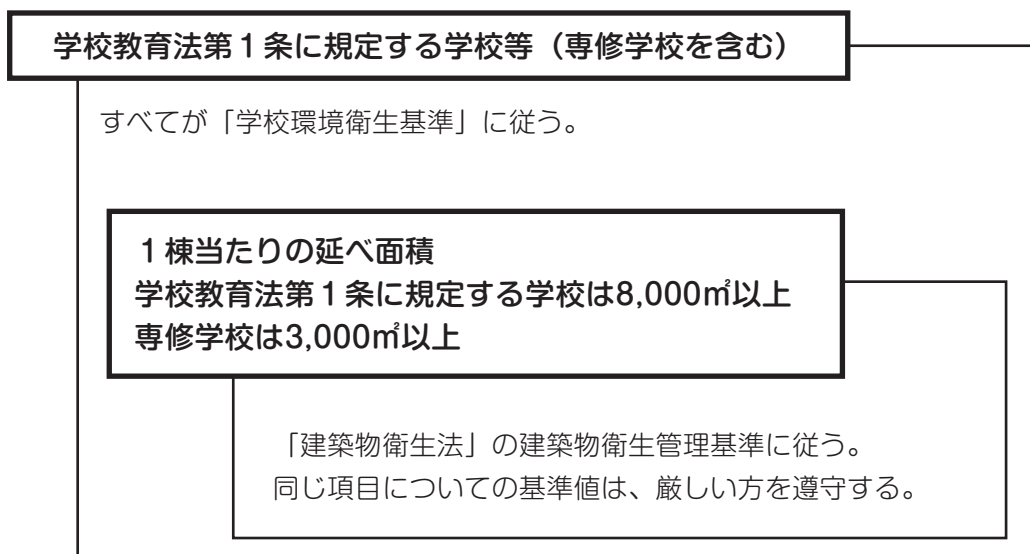 学校教育法第１条に規定する学校等（専修学校を含む）
すべてが「学校環境衛生基準」に従う。
１棟当たりの延べ面積
学校教育法第１条に規定する学校は8,000㎡以上
専修学校は3,000㎡以上
「建築物衛生法」の建築物衛生管理基準に従う。
同じ項目についての基準値は、厳しい方を遵守する。